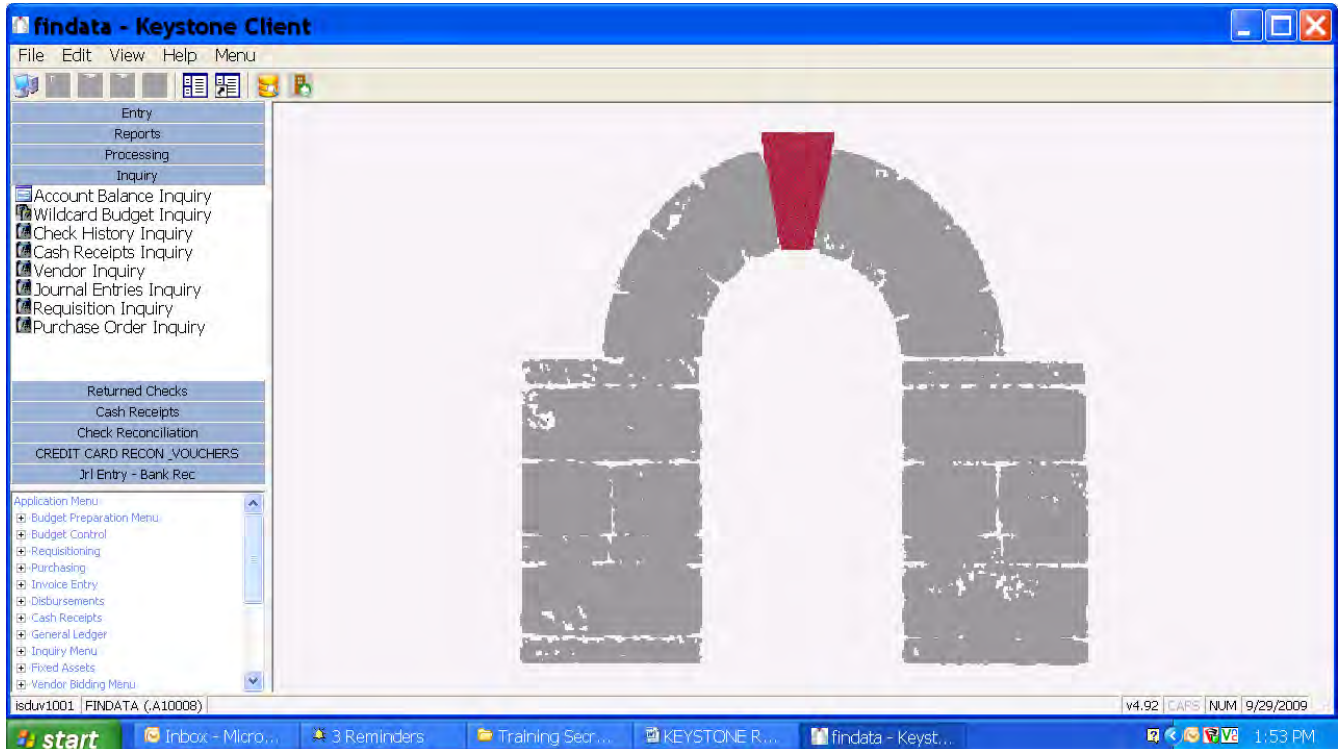 findata - Keystone Client
File Edit View Help Menu
Entry
Reports
Processing
Inquiry
Account Balance Inquiry
Wildcard Budget Inquiry
Check History Inquiry
Cash Receipts Inquiry
Vendor Inquiry
Journal Entries Inquiry
Requisition Inquiry
Purchase Order Inquiry
Returned Checks
Cash Receipts
Check Reconciliation
CREDIT CARD RECON _VOUCHERS
Jrl Entry - Bank Rec
Application Menu
Budget Preparation Menu
Budget Control
Requisitioning
Purchasing
Invoice Entry
Disbursements
Cash Receipts
General Ledger
Inquiry Menu
Fixed Assets
Vendor Bidding Menu
isduv1001 FINDATA (.A10008) v4.92 CAPS NUM 9/29/2009
start Inbox - Micro... 3 Reminders Training Secr... KEYSTONE R... findata - Keyst... 1:53 PM